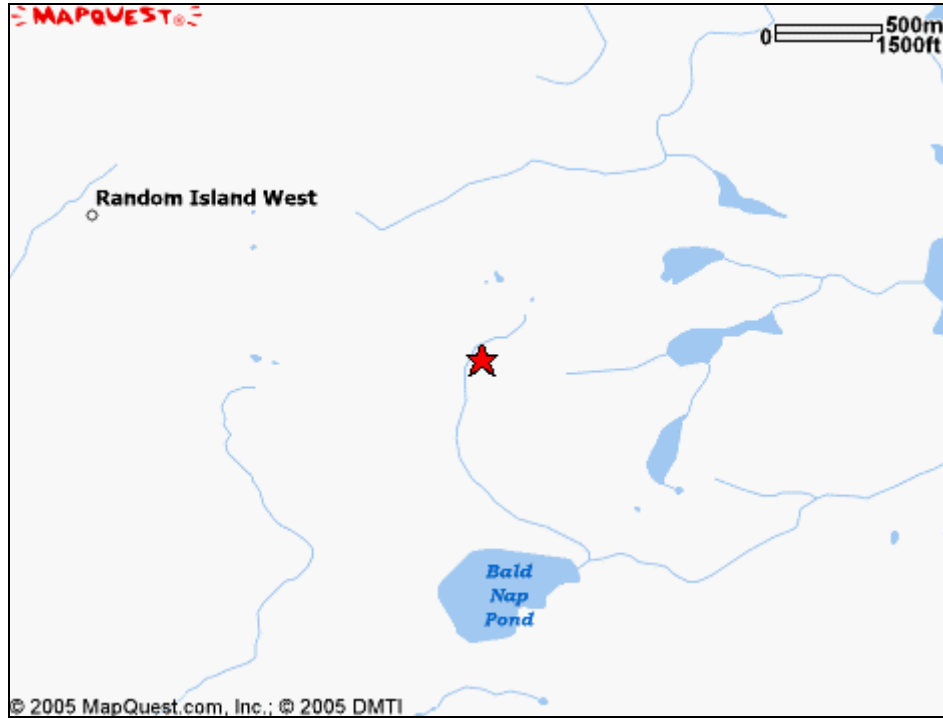 MAPQUEST
0 500m
1500ft
Random Island West
Bald
Nap
Pond
© 2005 MapQuest.com, Inc.; © 2005 DMTI